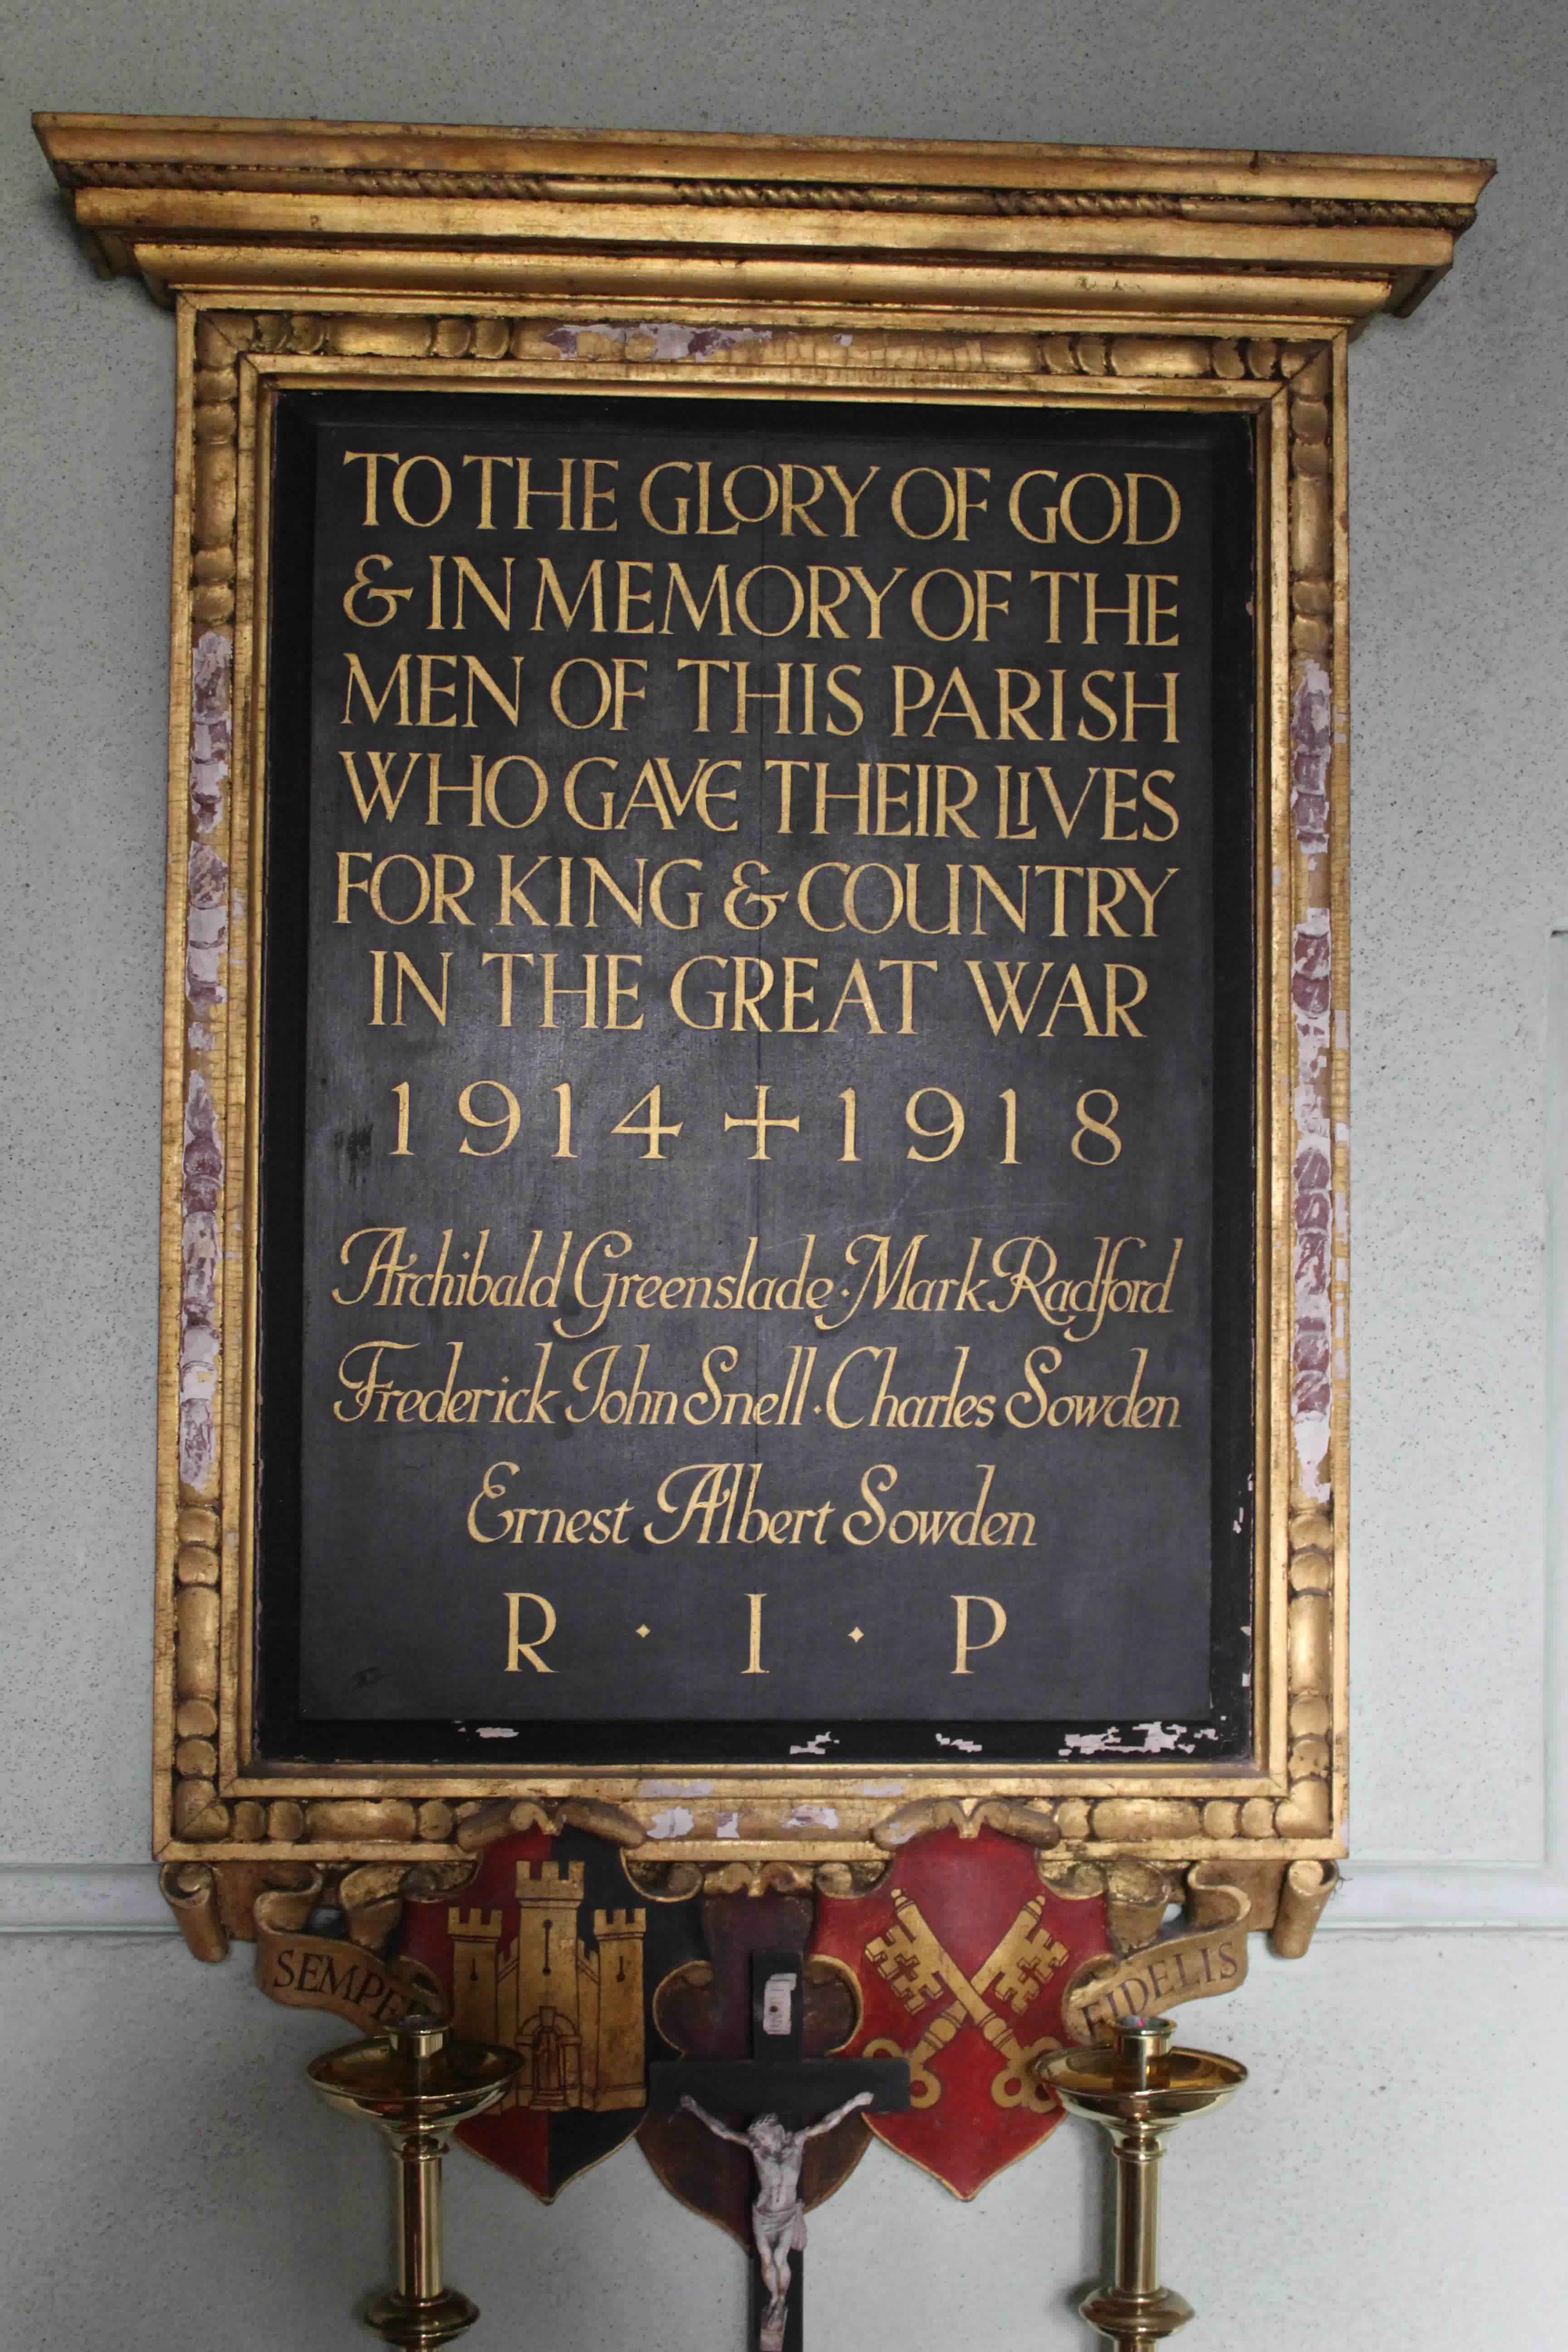 TO THE GLORY OF GOD
& IN MEMORY OF THE
MEN OF THIS PARISH
WHO GAVE THEIR LIVES
FOR KING & COUNTRY
IN THE GREAT WAR
1914 + 1918
Archibald Greenslade · Mark Radford
Frederick John Snell · Charles Sowden
Ernest Albert Sowden
R · I · P
SEMPER FIDELIS